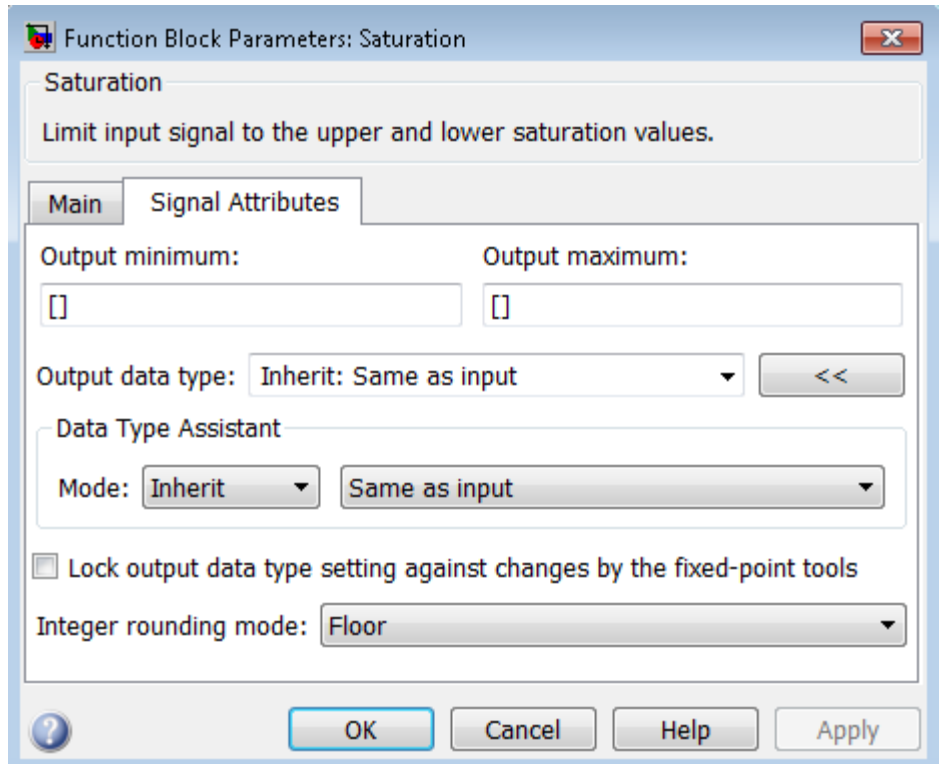 Function Block Parameters: Saturation
Saturation
Limit input signal to the upper and lower saturation values.
Main Signal Attributes
Output minimum: Output maximum:
[] []
Output data type: Inherit: Same as input <<
Data Type Assistant
Mode: Inherit Same as input
Lock output data type setting against changes by the fixed-point tools
Integer rounding mode: Floor
? OK Cancel Help Apply